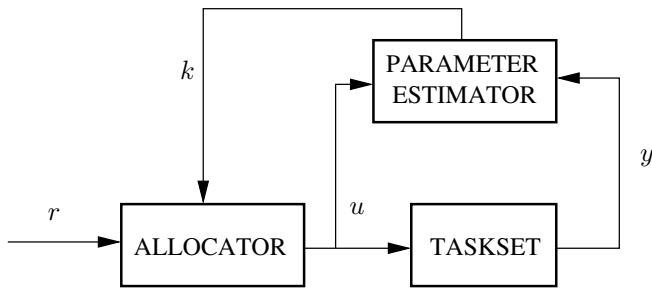 PARAMETER
ESTIMATOR
k
y
r
u
ALLOCATOR
TASKSET